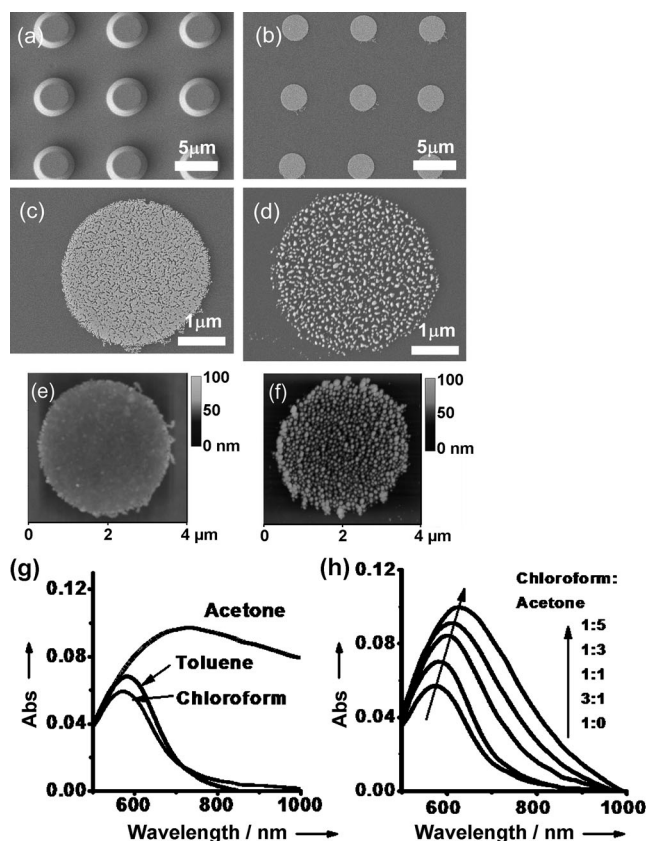 (a)
5μm
(b)
5μm
(c)
1μm
(d)
1μm
(e)
100
50
0 nm
(f)
100
50
0 nm
0
2
4 μm
0
2
4 μm
(g)
0.12
0.08
0.04
0.00
Abs
Acetone
Toluene
Chloroform
600
800
1000
Wavelength / nm
(h)
0.12
0.08
0.04
0.00
Abs
Chloroform:
Acetone
1:5
1:3
1:1
3:1
1:0
600
800
1000
Wavelength / nm